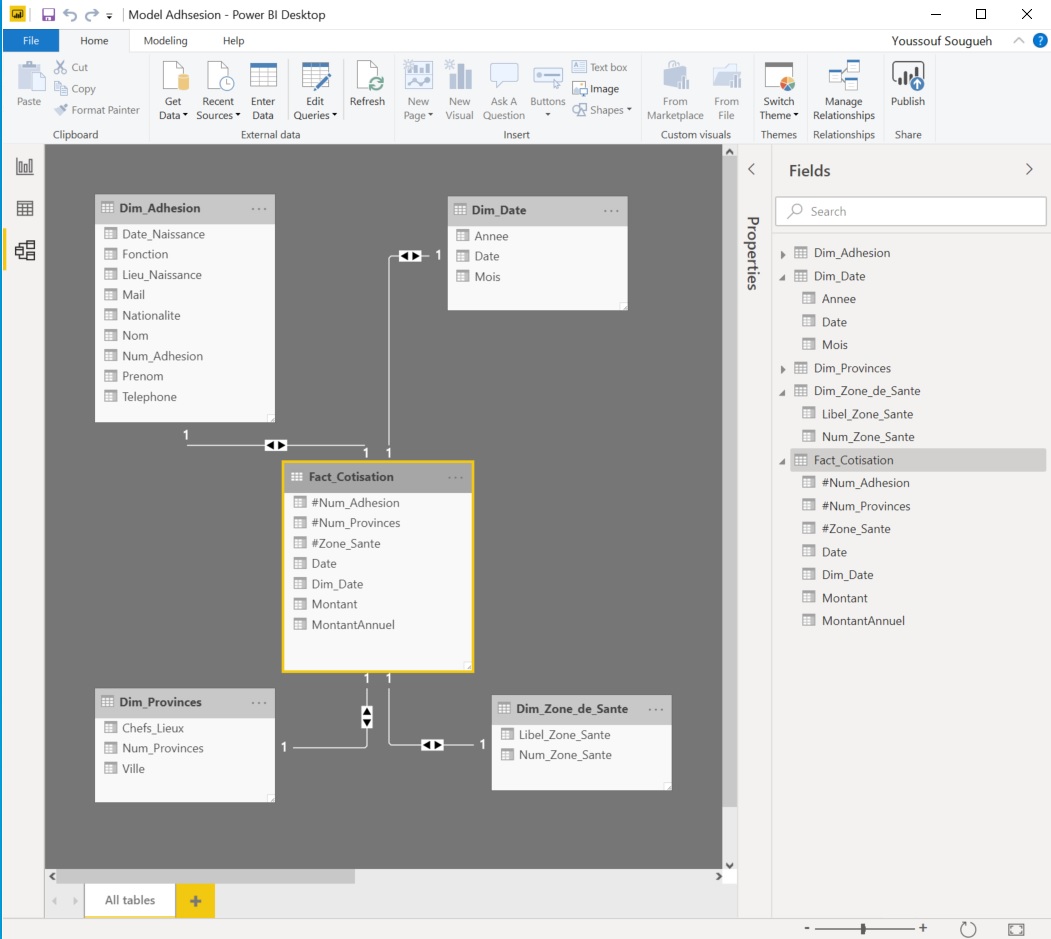 Model Adhsesion - Power BI Desktop
File Home Modeling Help Youssouf Sougueh ?
Paste
Cut
Copy
Format Painter
Clipboard
Get Data
Recent Sources
Enter Data
Edit Queries
Refresh
External data
New Page
New Visual
Ask A Question
Buttons
Text box
Image
Shapes
Insert
From Marketplace
From File
Custom visuals
Switch Theme
Themes
Manage Relationships
Relationships
Publish
Share
Dim_Adhesion ...
Date_Naissance
Fonction
Lieu_Naissance
Mail
Nationalite
Nom
Num_Adhesion
Prenom
Telephone
1
Dim_Date ...
Annee
Date
Mois
1
1 1
Fact_Cotisation ...
#Num_Adhesion
#Num_Provinces
#Zone_Sante
Date
Dim_Date
Montant
MontantAnnuel
1 1
Dim_Provinces ...
Chefs_Lieux
Num_Provinces
Ville
1
Dim_Zone_de_Sante ...
Libel_Zone_Sante
Num_Zone_Sante
1
Properties
Fields
Search
Dim_Adhesion
Dim_Date
Annee
Date
Mois
Dim_Provinces
Dim_Zone_de_Sante
Libel_Zone_Sante
Num_Zone_Sante
Fact_Cotisation
#Num_Adhesion
#Num_Provinces
#Zone_Sante
Date
Dim_Date
Montant
MontantAnnuel
All tables +
- +